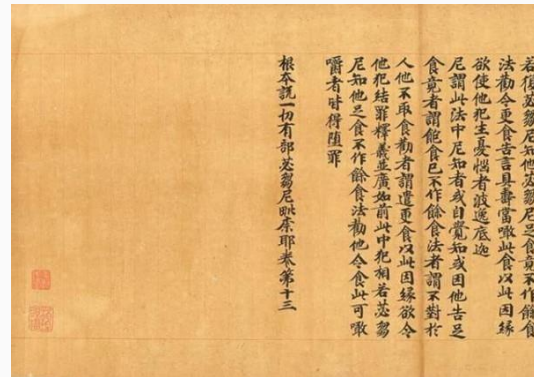 若復苾芻尼知他苾芻尼足食竟不作餘食
法勸令更食告言具壽當噉此食以此因緣
欲使他犯生憂惱者波逸底迦
尼謂此法中尼知者或自覺知或因他告足
食竟者謂飽食已不作餘食法者謂不對於
人他不取食勸者謂遣更食以此因緣欲令
他犯結罪釋義並廣如前此中犯相若苾芻
尼知他足食不作餘食法勸他令食此可噉
嚼者皆得墮罪
根本說一切有部苾芻尼毗奈耶卷第十三